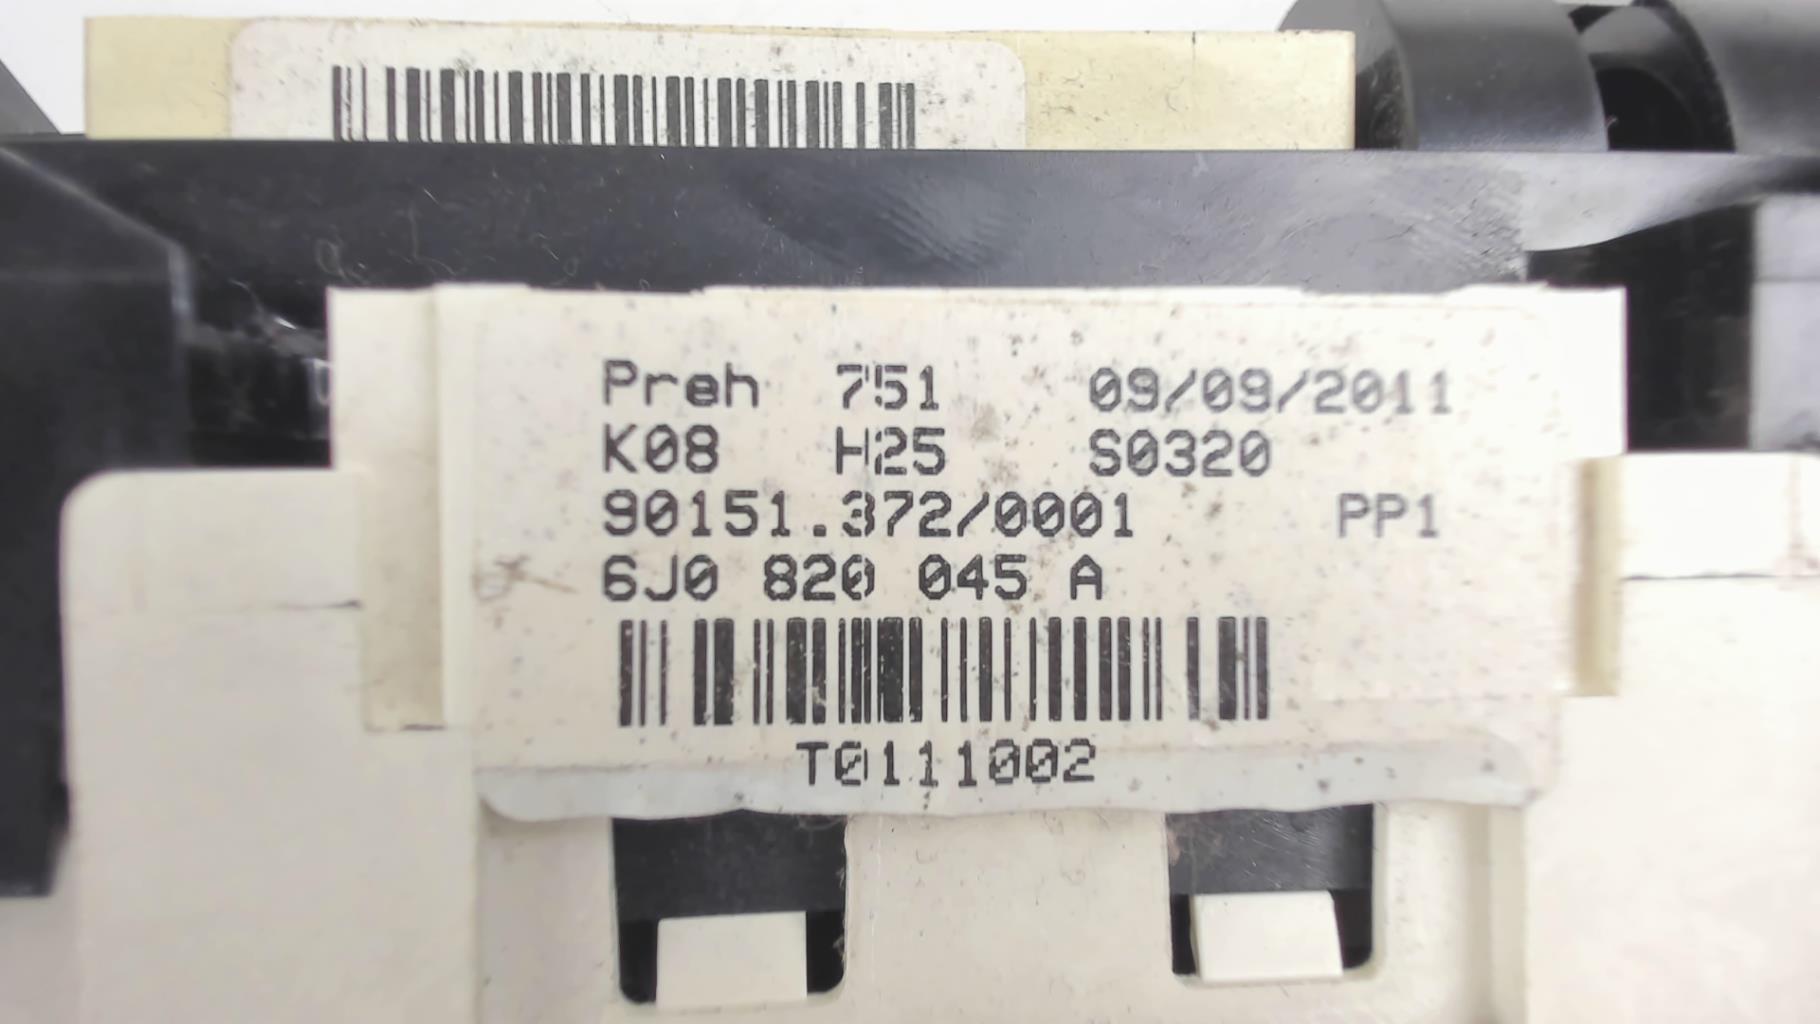 Preh 751 09/09/2011
K08 H25 S0320
90151.372/0001 PP1
6J0 820 045 A
T0111002